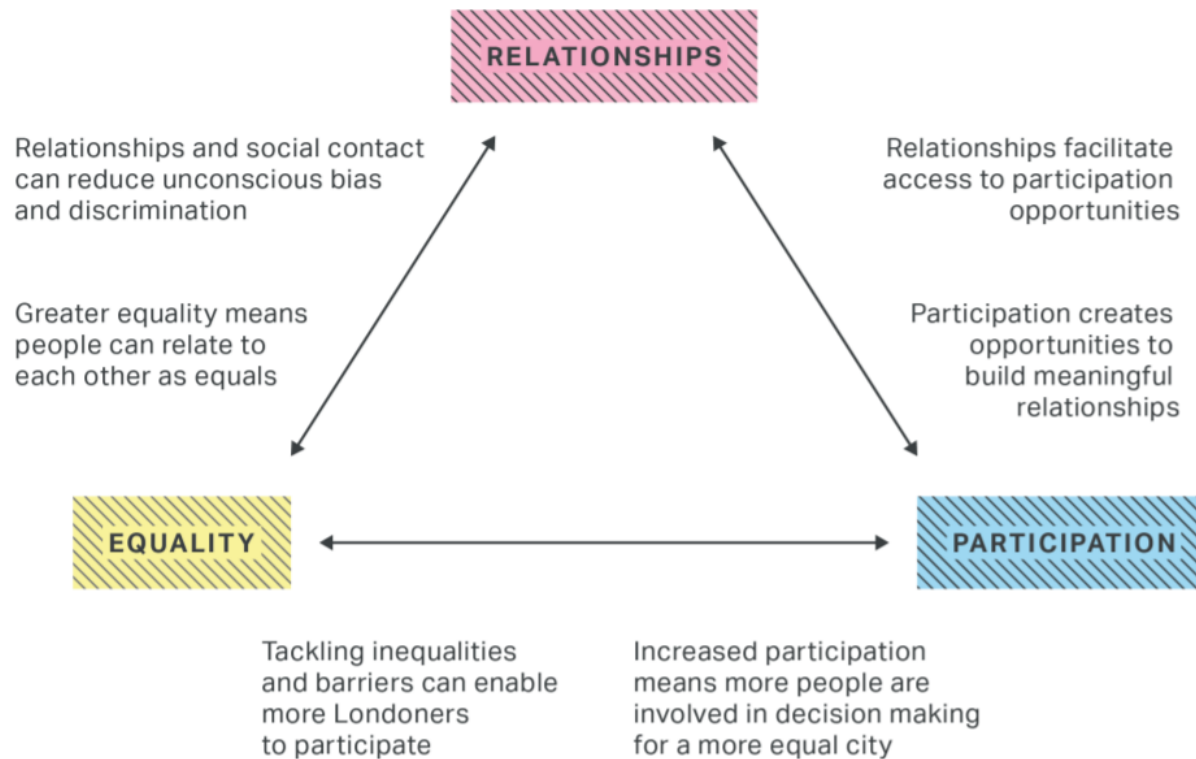 RELATIONSHIPS
Relationships and social contact
can reduce unconscious bias
and discrimination
Relationships facilitate
access to participation
opportunities
Greater equality means
people can relate to
each other as equals
Participation creates
opportunities to
build meaningful
relationships
EQUALITY
PARTICIPATION
Tackling inequalities
and barriers can enable
more Londoners
to participate
Increased participation
means more people are
involved in decision making
for a more equal city